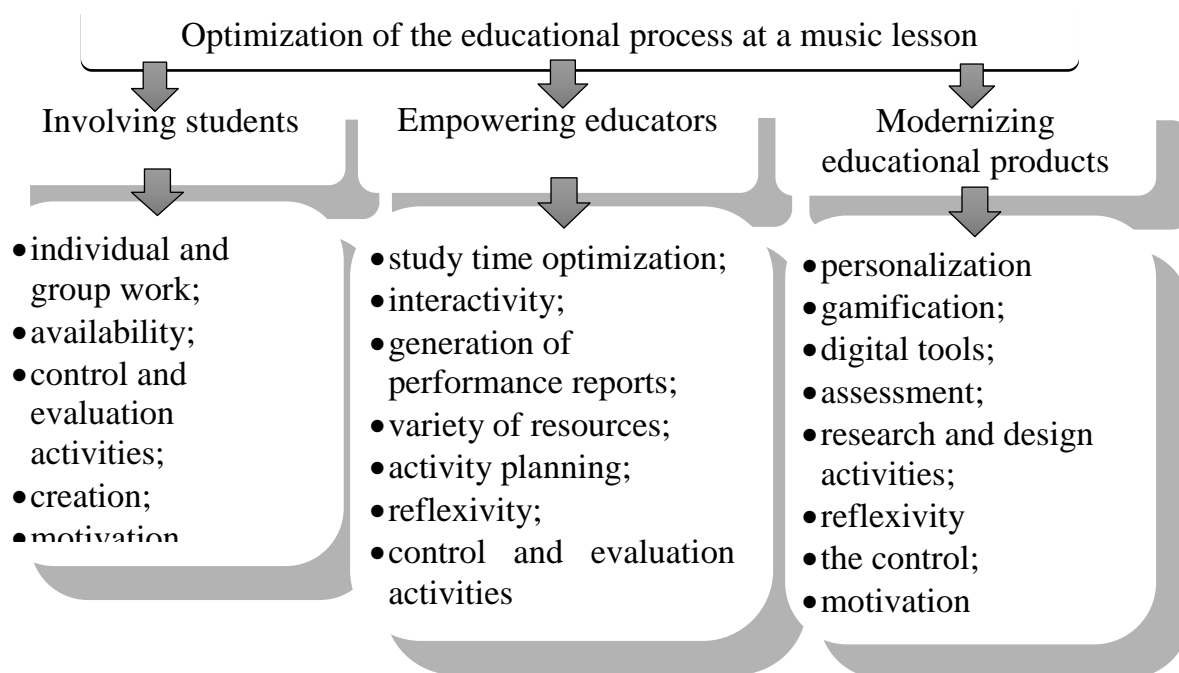 Optimization of the educational process at a music lesson
Involving students
• individual and
group work;
• availability;
• control and
evaluation
activities;
• creation;
• motivation
Empowering educators
• study time optimization;
• interactivity;
• generation of
performance reports;
• variety of resources;
• activity planning;
• reflexivity;
• control and evaluation
activities
Modernizing
educational products
• personalization
• gamification;
• digital tools;
• assessment;
• research and design
activities;
• reflexivity
• the control;
• motivation